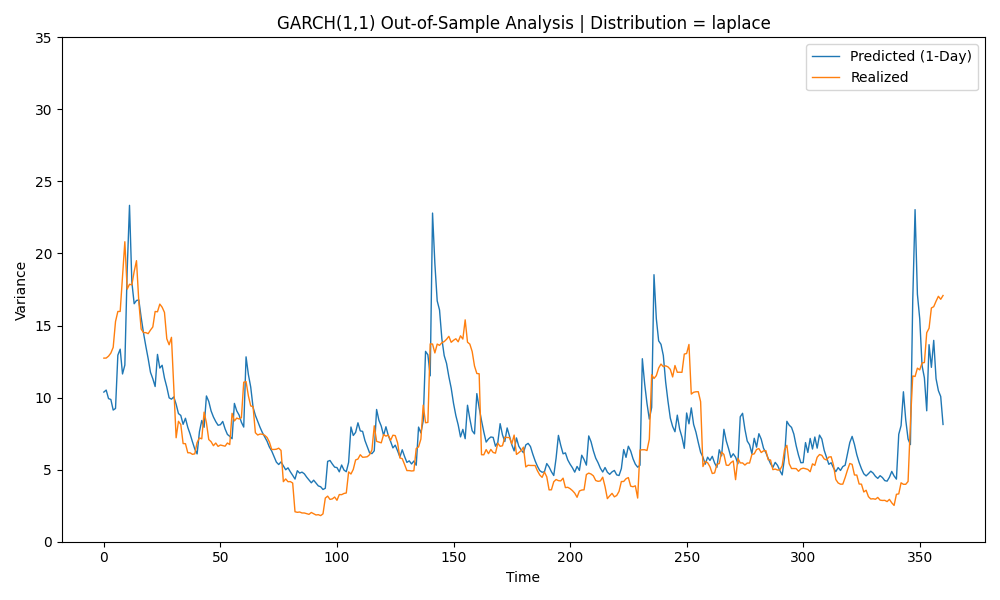 GARCH(1,1) Out-of-Sample Analysis | Distribution = laplace
Predicted (1-Day)
Realized
Variance
35
30
25
20
15
10
5
0
0 50 100 150 200 250 300 350
Time